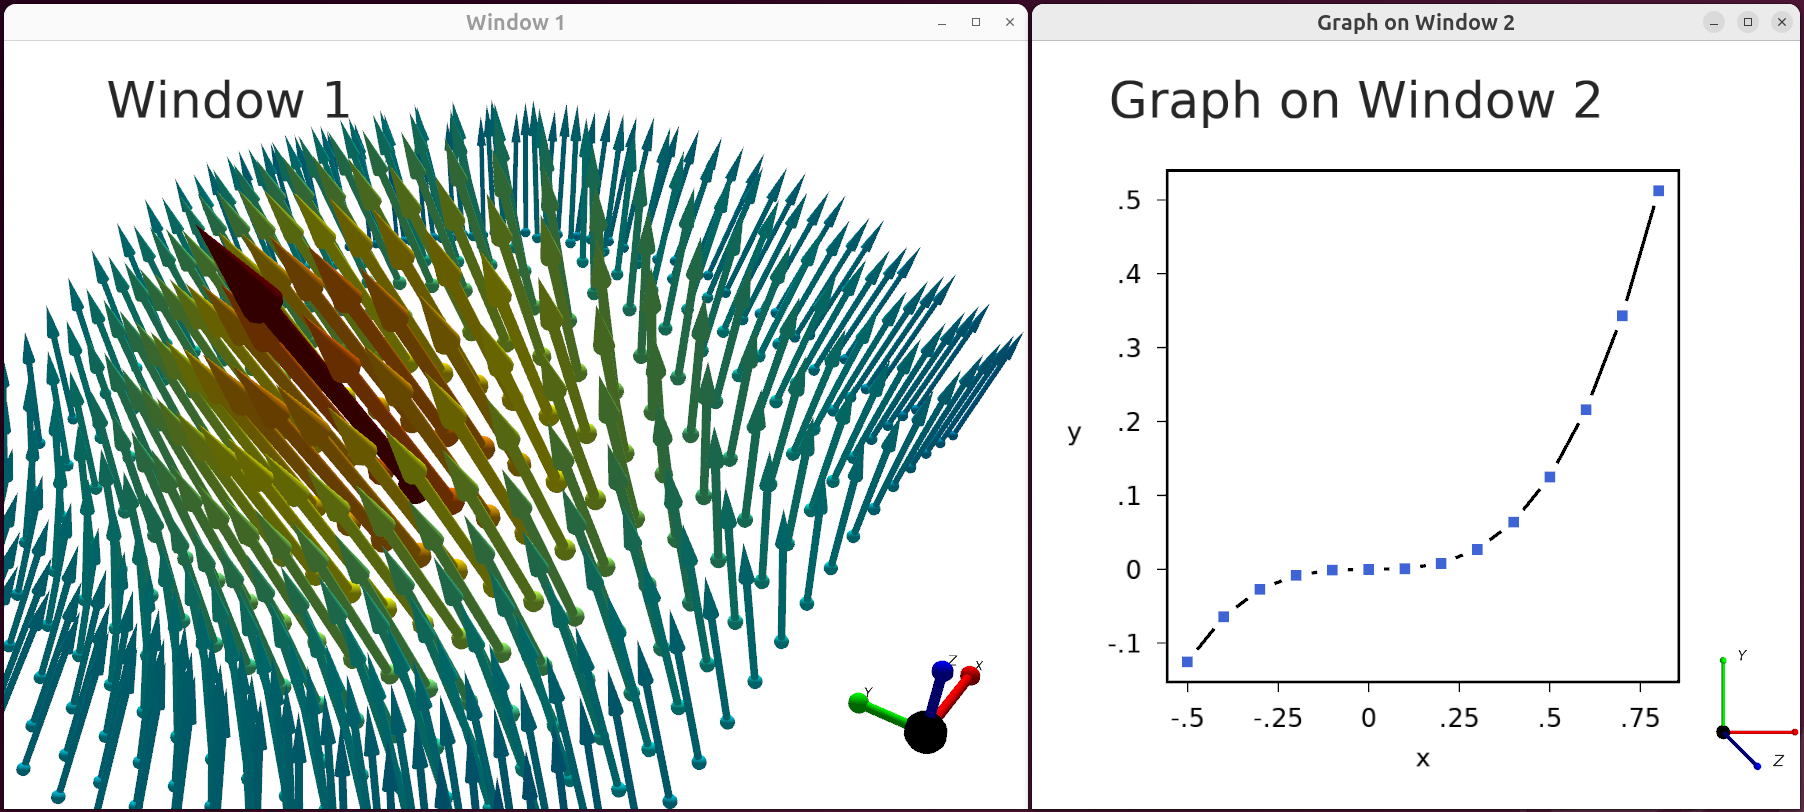 Window 1
Window 1
Z
X
Y
Graph on Window 2
Graph on Window 2
.5
.4
.3
.2
.1
0
-.1
y
-.5
-.25
0
.25
.5
.75
x
Y
Z